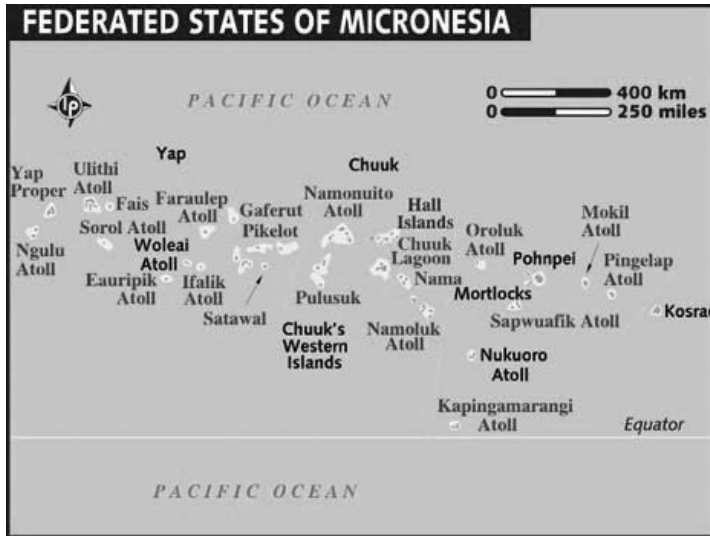 FEDERATED STATES OF MICRONESIA
lp
PACIFIC OCEAN
0 400 km
0 250 miles
Yap
Chuuk
Yap
Proper
Ulithi
Atoll
Fais
Faraulep
Atoll
Gaferut
Pikelot
Namonuito
Atoll
Hall
Islands
Mokil
Atoll
Ngulu
Atoll
Sorol Atoll
Woleai
Atoll
Chuuk
Lagoon
Oroluk
Atoll
Pohnpei
Pingelap
Atoll
Eauripik
Atoll
Ifalik
Atoll
Satawal
Pulusuk
Nama
Mortlocks
Kosrae
Sapwuafik Atoll
Chuuk's
Western
Islands
Namoluk
Atoll
Nukuoro
Atoll
Kapingamarangi
Atoll
Equator
PACIFIC OCEAN